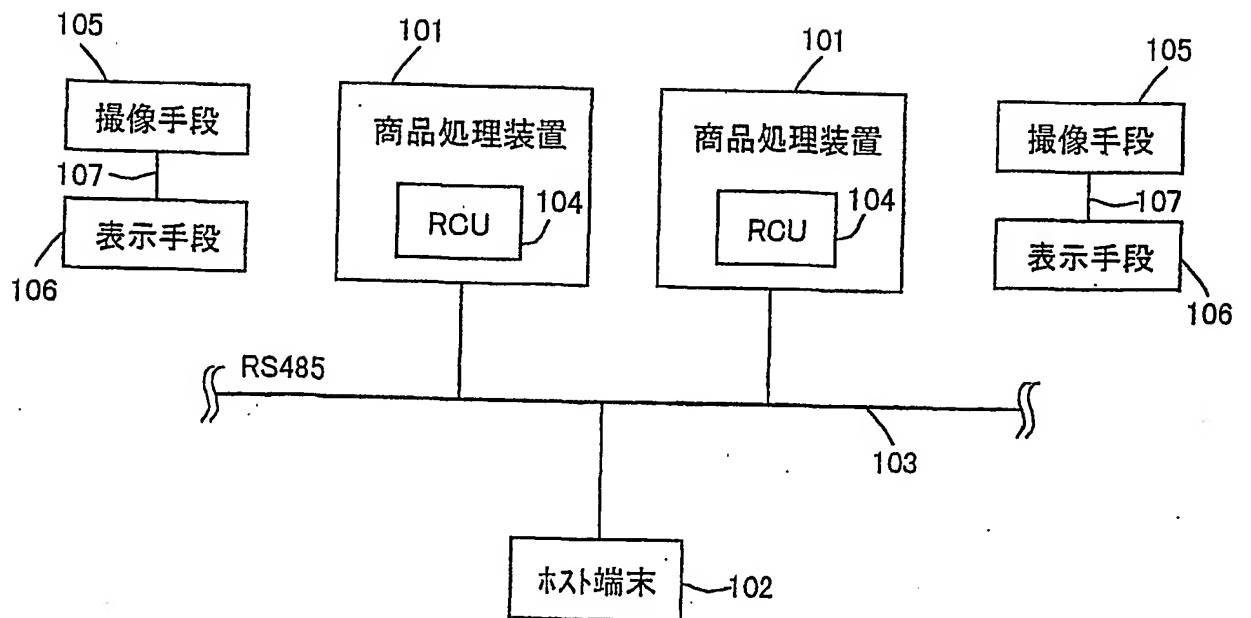 105
101
101
105
撮像手段
商品処理装置
商品処理装置
撮像手段
107
104
104
107
表示手段
RCU
RCU
表示手段
106
106
RS485
103
ホスト端末
102